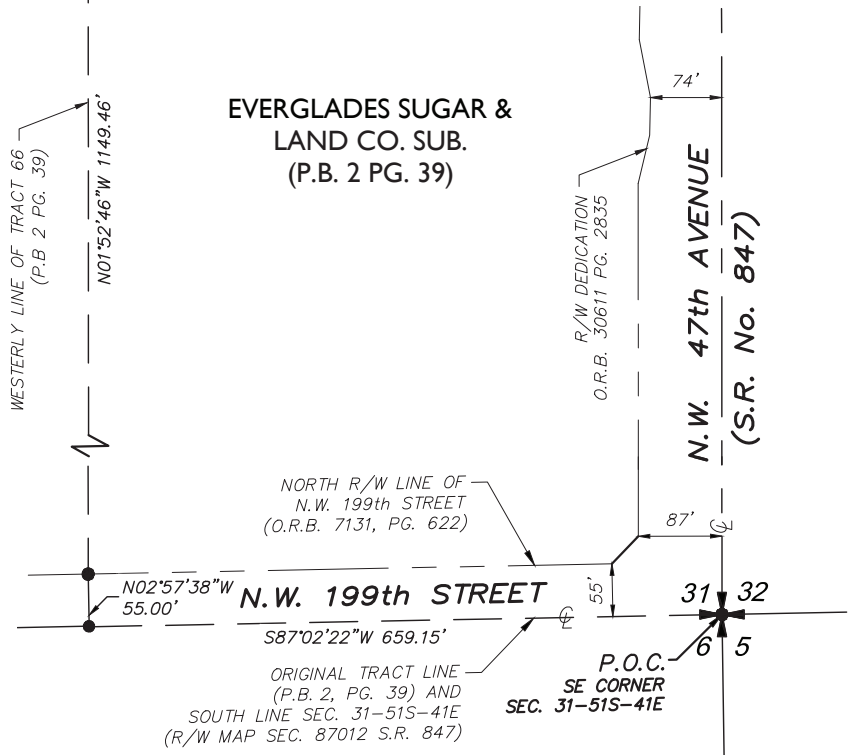 EVERGLADES SUGAR &
LAND CO. SUB.
(P.B. 2 PG. 39)
74'
WESTERLY LINE OF TRACT 66
(P.B 2 PG. 39)
N01°52'46"W 1149.46'
R/W DEDICATION
O.R.B. 30611 PG. 2835
N.W. 47th AVENUE
(S.R. No. 847)
NORTH R/W LINE OF
N.W. 199th STREET
(O.R.B. 7131, PG. 622)
87'
℄
N02°57'38"W
55.00'
N.W. 199th STREET
55'
℄
31 32
6 5
S87°02'22"W 659.15'
ORIGINAL TRACT LINE
(P.B. 2, PG. 39) AND
SOUTH LINE SEC. 31-51S-41E
(R/W MAP SEC. 87012 S.R. 847)
P.O.C.
SE CORNER
SEC. 31-51S-41E